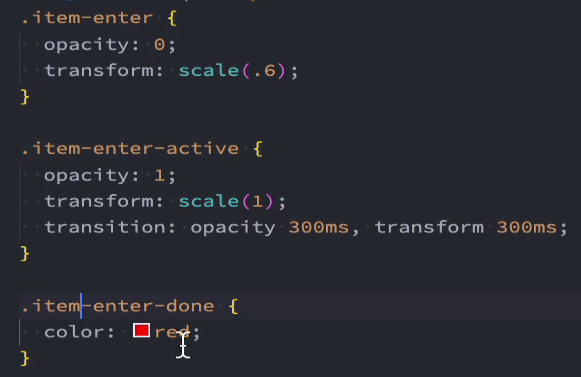 .item-enter {
  opacity: 0;
  transform: scale(.6);
}
.item-enter-active {
  opacity: 1;
  transform: scale(1);
  transition: opacity 300ms, transform 300ms;
}
.item-enter-done {
  color: red;
}